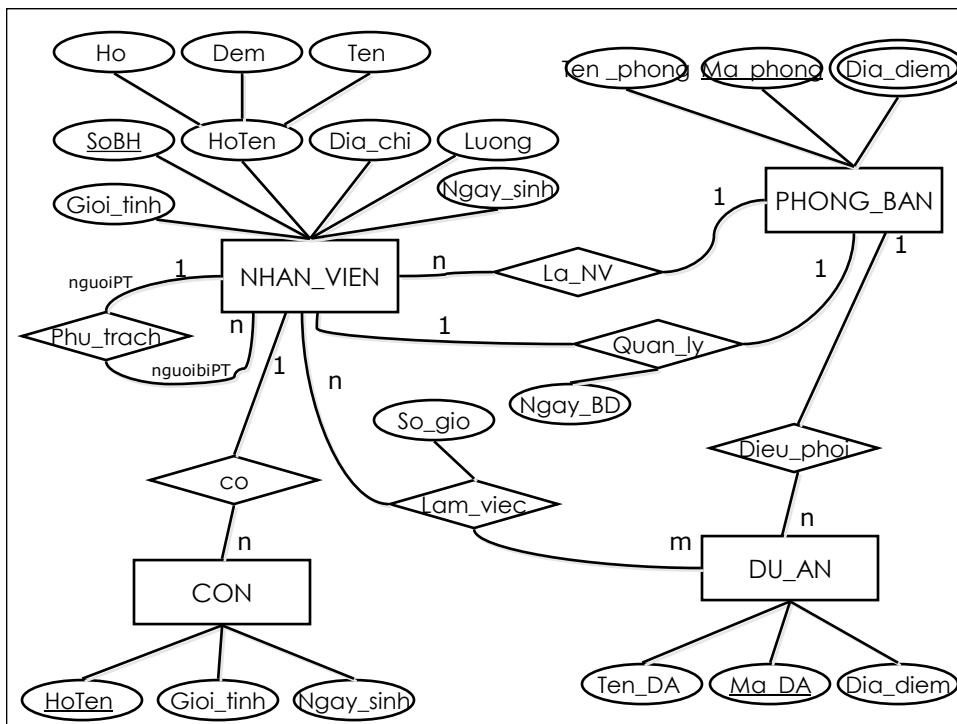 Ho
Dem
Ten
Ten _phong
Ma_phong
Dia_diem
SoBH
HoTen
Dia_chi
Luong
Gioi_tinh
Ngay_sinh
PHONG_BAN
1
NHAN_VIEN
n
La_NV
1
1
nguoiPT
1
Phu_trach
n
nguoibiPT
1
n
1
Quan_ly
Ngay_BD
So_gio
Dieu_phoi
co
Lam_viec
n
m
n
CON
DU_AN
HoTen
Gioi_tinh
Ngay_sinh
Ten_DA
Ma_DA
Dia_diem